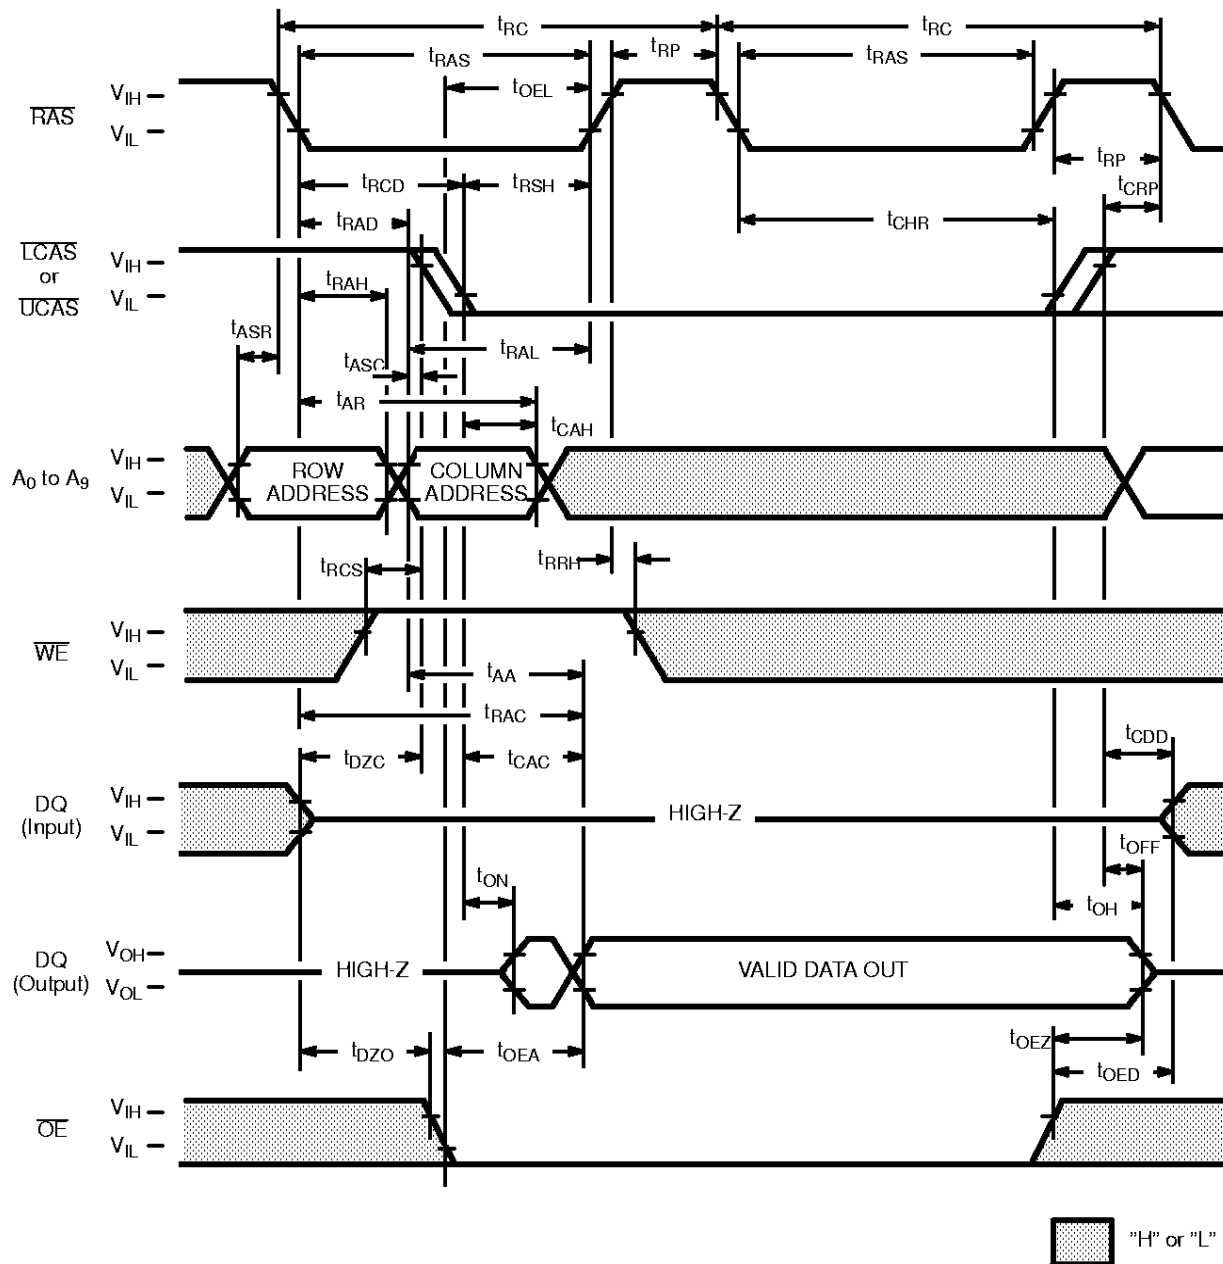 tRC tRC
tRAS tRP tRAS
tOEL
RAS VIH
VIL
tRCD tRSH tRP
tRAD tCHR tCRP
LCAS or UCAS VIH
VIL
tRAH
tASR
tASC tRAL
tAR
tCAH
A0 to A9 VIH
VIL
ROW ADDRESS COLUMN ADDRESS
tRCS tRRH
WE VIH
VIL
tAA
tRAC
tDZC tCAC tCDD
DQ (Input) VIH
VIL
HIGH-Z
tOFF
tON tOH
DQ (Output) VOH
VOL
HIGH-Z VALID DATA OUT
tDZO tOEA tOEZ
tOED
OE VIH
VIL
"H" or "L"